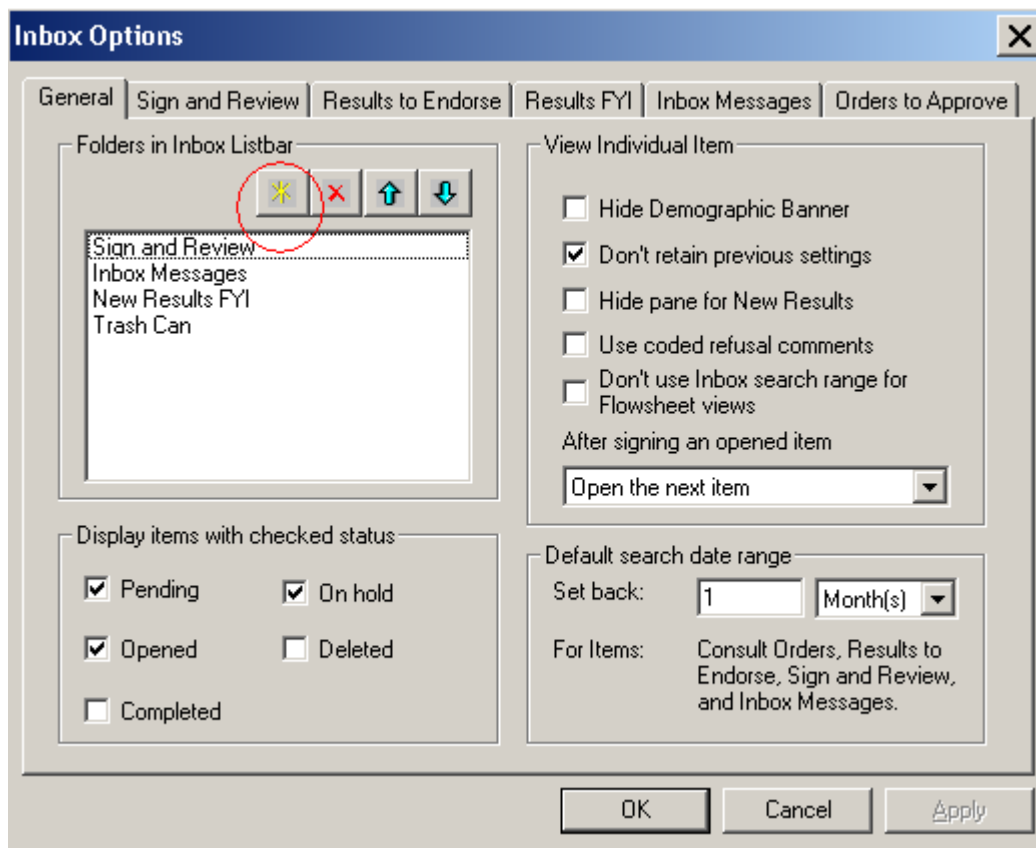 Inbox Options
General
Sign and Review
Results to Endorse
Results FYI
Inbox Messages
Orders to Approve
Folders in Inbox Listbar
Sign and Review
Inbox Messages
New Results FYI
Trash Can
Display items with checked status
Pending
On hold
Opened
Deleted
Completed
View Individual Item
Hide Demographic Banner
Don't retain previous settings
Hide pane for New Results
Use coded refusal comments
Don't use Inbox search range for
Flowsheet views
After signing an opened item
Open the next item
Default search date range
Set back:
1
Month(s)
For Items:
Consult Orders, Results to
Endorse, Sign and Review,
and Inbox Messages.
OK
Cancel
Apply